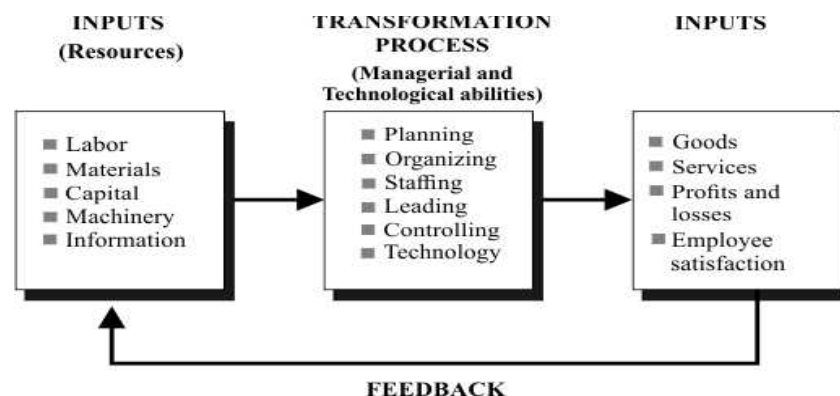 INPUTS
(Resources)
Labor
Materials
Capital
Machinery
Information
TRANSFORMATION
PROCESS
(Managerial and
Technological abilities)
Planning
Organizing
Staffing
Leading
Controlling
Technology
INPUTS
Goods
Services
Profits and
losses
Employee
satisfaction
FEEDBACK